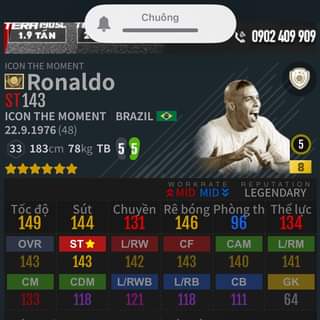 Chuông
TERA 190SL
1.9 TẤN
0902 409 909
ICON THE MOMENT
Ronaldo
ST143
ICON THE MOMENT BRAZIL
22.9.1976 (48)
33 183cm 78kg TB 5 5
5
8
WORKRATE REPUTATION
MID MID LEGENDARY
Tốc độ Sút Chuyền Rê bóng Phòng th Thể lực
149 144 131 146 96 134
OVR ST L/RW CF CAM L/RM
143 143 142 143 140 141
CM CDM L/RWB L/RB CB GK
133 118 121 118 111 64